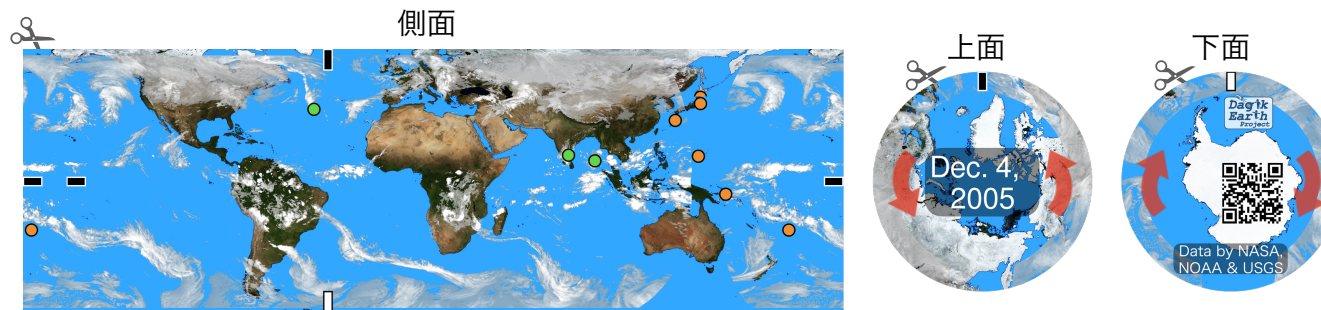 側面
上面
Dec. 4,
2005
下面
Dagik
Earth
Project
Data by NASA,
NOAA & USGS